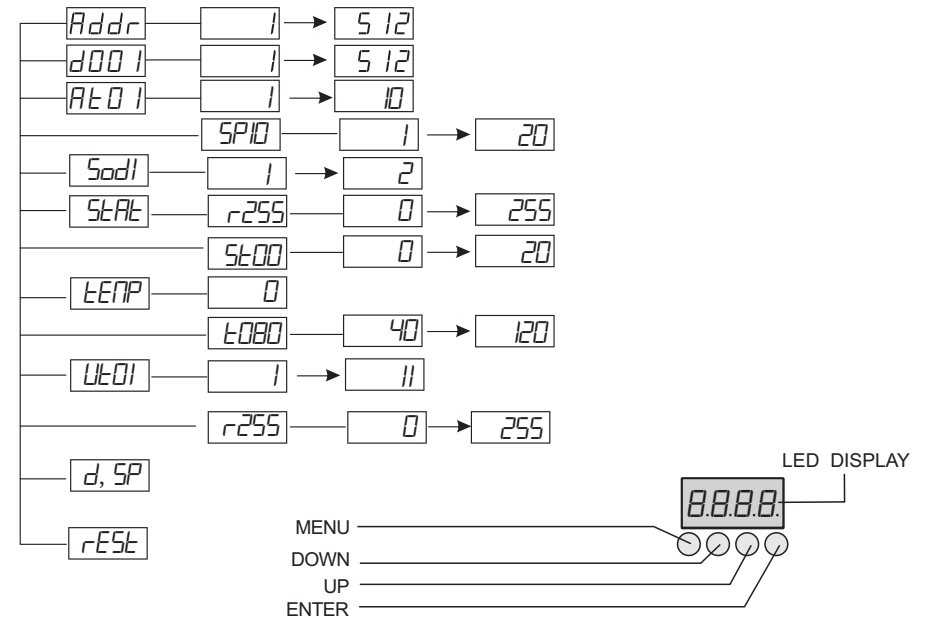 Addr 1 512
d001 1 512
At01 1 10
SP10 1 20
Sod1 1 2
StAt r255 0 255
St00 0 20
tEMP 0
t080 40 120
Ut01 1 11
r255 0 255
d, SP
LED DISPLAY
8.8.8.8.
rESt
MENU
DOWN
UP
ENTER